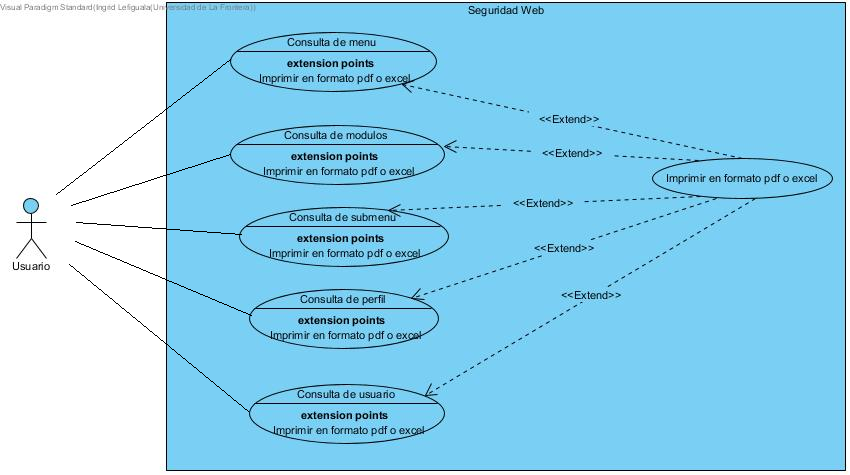 Visual Paradigm Standard(Ingrid Lefiguala(Universidad de La Frontera))
Seguridad Web
Consulta de menu
extension points
Imprimir en formato pdf o excel
<<Extend>>
Consulta de modulos
extension points
Imprimir en formato pdf o excel
<<Extend>>
Imprimir en formato pdf o excel
Consulta de submenu
extension points
Imprimir en formato pdf o excel
<<Extend>>
Usuario
Consulta de perfil
extension points
Imprimir en formato pdf o excel
<<Extend>>
<<Extend>>
Consulta de usuario
extension points
Imprimir en formato pdf o excel